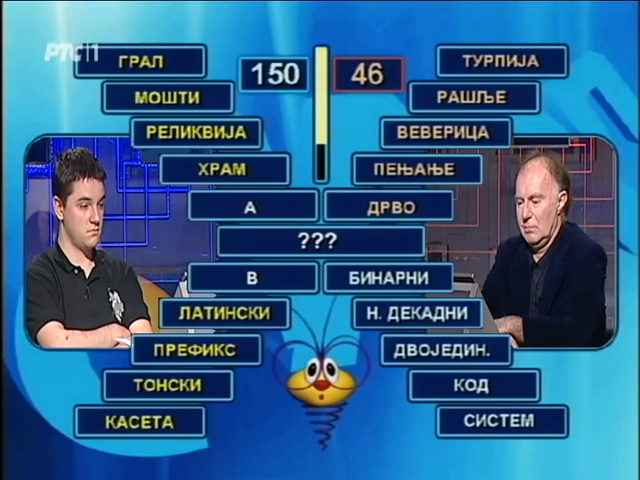 РТС 1
ГРАЛ 150 46 ТУРПИЈА
МОШТИ РАШЉЕ
РЕЛИКВИЈА ВЕВЕРИЦА
ХРАМ ПЕЊАЊЕ
А ДРВО
???
В БИНАРНИ
ЛАТИНСКИ Н. ДЕКАДНИ
ПРЕФИКС ДВОЈЕДИН.
ТОНСКИ КОД
КАСЕТА СИСТЕМ